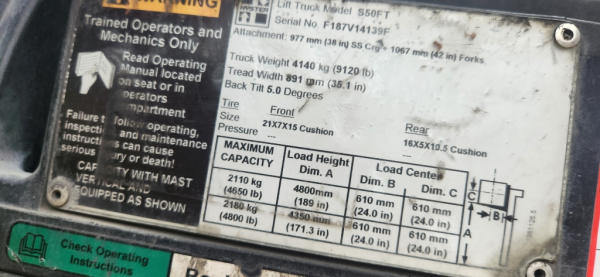 WARNING
Trained Operators and
Mechanics Only
Read Operating
Manual located
on seat or in
operators
compartment
Failure to follow operating,
inspection and maintenance
instructions can cause
serious injury or death!
CAPACITY WITH MAST
VERTICAL AND
EQUIPPED AS SHOWN
Check Operating
Instructions
HYSTER
Lift Truck Model S50FT
Serial No. F187V14139F
Attachment: 977 mm (38 in) SS Crg - 1067 mm (42 in) Forks
Truck Weight 4140 kg (9120 lb)
Tread Width 891 mm (35.1 in)
Back Tilt 5.0 Degrees
Tire Front Rear
Size 21X7X15 Cushion 16X5X10.5 Cushion
Pressure --- ---
MAXIMUM CAPACITY Load Height Dim. A Load Center Dim. B Dim. C
2110 kg (4650 lb) 4800mm (189 in) 610 mm (24.0 in) 610 mm (24.0 in)
2180 kg (4800 lb) 4350 mm (171.3 in) 610 mm (24.0 in) 610 mm (24.0 in)
C
B
A